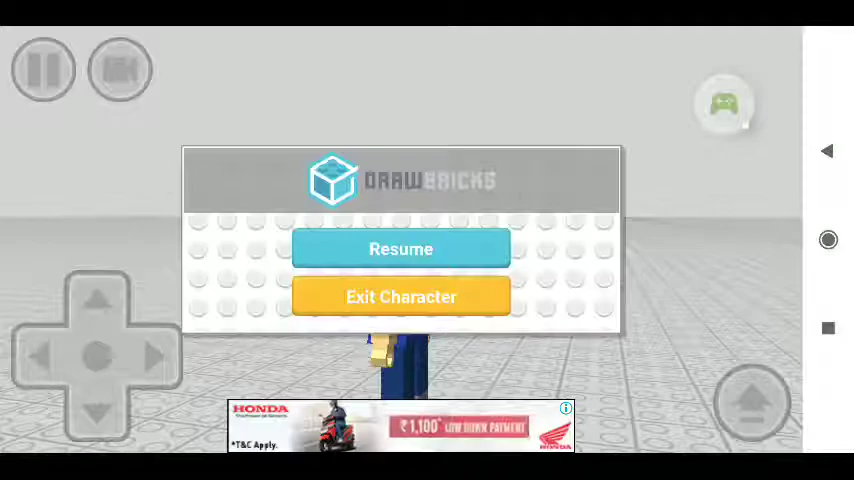 DRAWBRICKS
Resume
Exit Character
HONDA
₹ 1,100* LOW DOWN PAYMENT
*T&C Apply.
HONDA